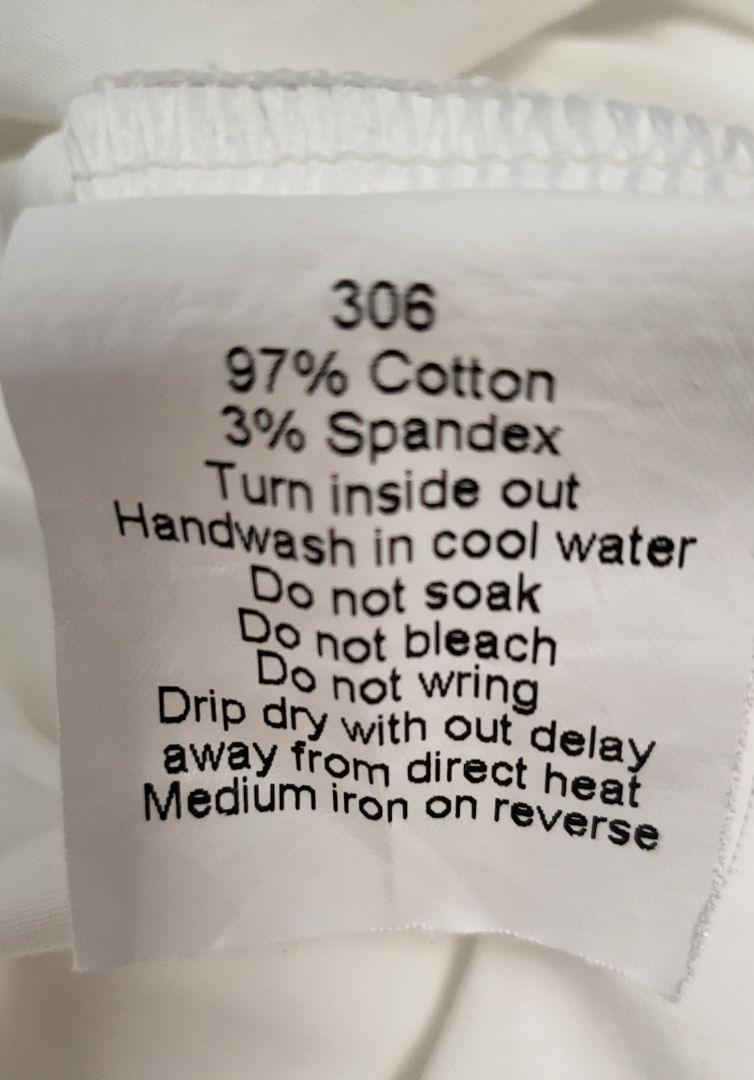 306
97% Cotton
3% Spandex
Turn inside out
Handwash in cool water
Do not soak
Do not bleach
Do not wring
Drip dry with out delay
away from direct heat
Medium iron on reverse